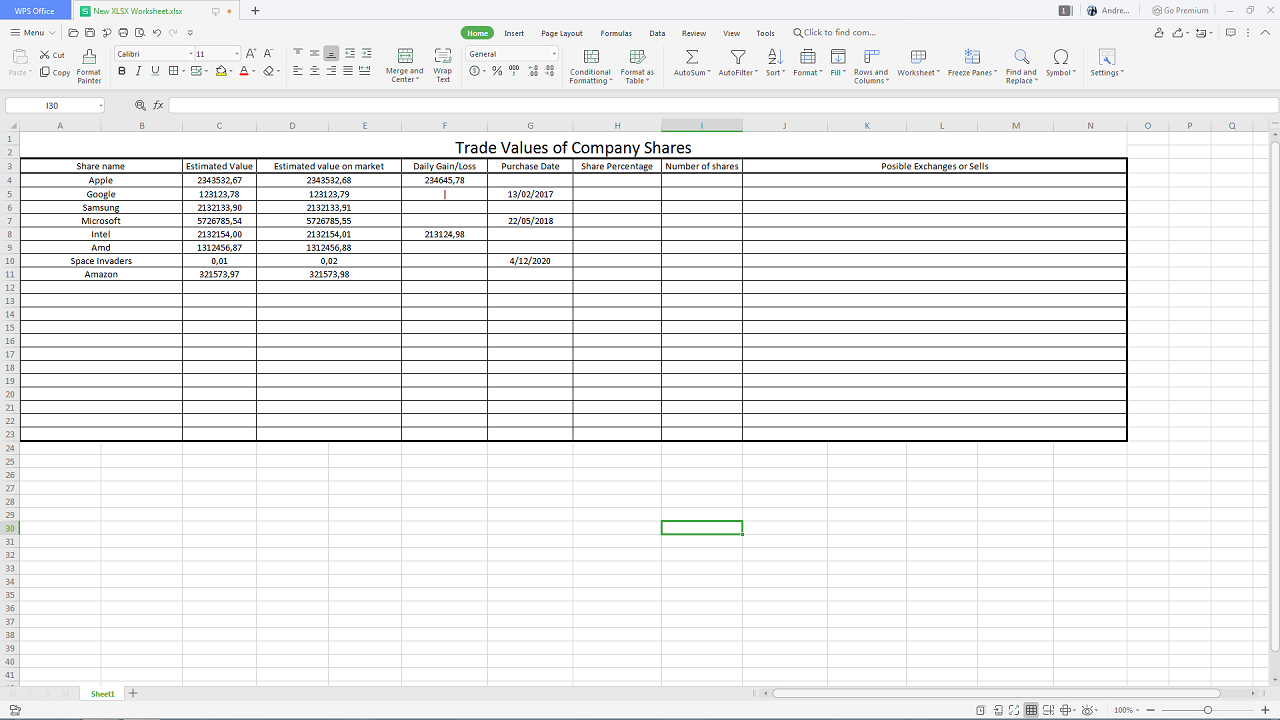 WPS Office New XLSX Worksheet.xlsx + 1 Andre... Go Premium
Menu Home Insert Page Layout Formulas Data Review View Tools Click to find com...
Paste Cut Copy Format Painter Calibri 11 Merge and Center Wrap Text General Conditional Formatting Format as Table AutoSum AutoFilter Sort Format Fill Rows and Columns Worksheet Freeze Panes Find and Replace Symbol Settings
I30 fx
A B C D E F G H I J K L M N O P Q
1
2 Trade Values of Company Shares
3 Share name Estimated Value Estimated value on market Daily Gain/Loss Purchase Date Share Percentage Number of shares Posible Exchanges or Sells
4 Apple 2343532,67 2343532,68 234645,78
5 Google 123123,78 123123,79 | 13/02/2017
6 Samsung 2132133,90 2132133,91
7 Microsoft 5726785,54 5726785,55 22/05/2018
8 Intel 2132154,00 2132154,01 213124,98
9 Amd 1312456,87 1312456,88
10 Space Invaders 0,01 0,02 4/12/2020
11 Amazon 321573,97 321573,98
12
13
14
15
16
17
18
19
20
21
22
23
24
25
26
27
28
29
30
31
32
33
34
35
36
37
38
39
40
41
Sheet1 +
100%